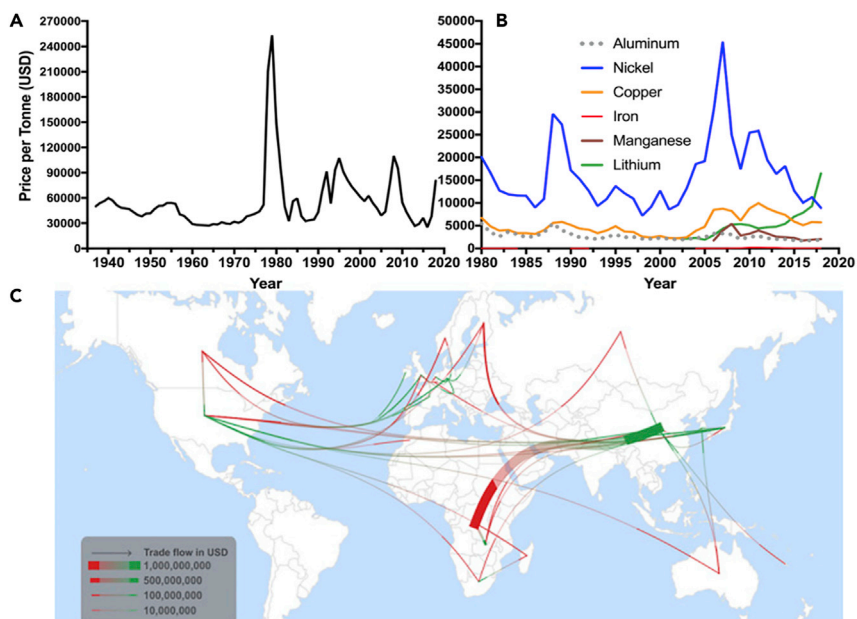 A
B
270000
240000
210000
180000
150000
120000
90000
60000
30000
0
Price per Tonne (USD)
1940 1950 1960 1970 1980 1990 2000 2010 2020
Year
50000
45000
40000
35000
30000
25000
20000
15000
10000
5000
0
Aluminum
Nickel
Copper
Iron
Manganese
Lithium
1980 1985 1990 1995 2000 2005 2010 2015 2020
Year
C
Trade flow in USD
1,000,000,000
500,000,000
100,000,000
10,000,000